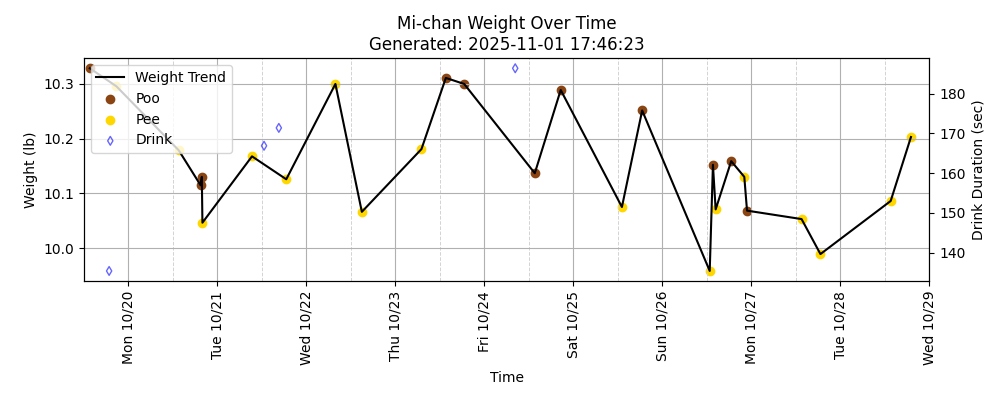 Mi-chan Weight Over Time
Generated: 2025-11-01 17:46:23
Weight Trend
Poo
Pee
Drink
Weight (lb)
10.3
10.2
10.1
10.0
Drink Duration (sec)
180
170
160
150
140
Mon 10/20
Tue 10/21
Wed 10/22
Thu 10/23
Fri 10/24
Sat 10/25
Sun 10/26
Mon 10/27
Tue 10/28
Wed 10/29
Time